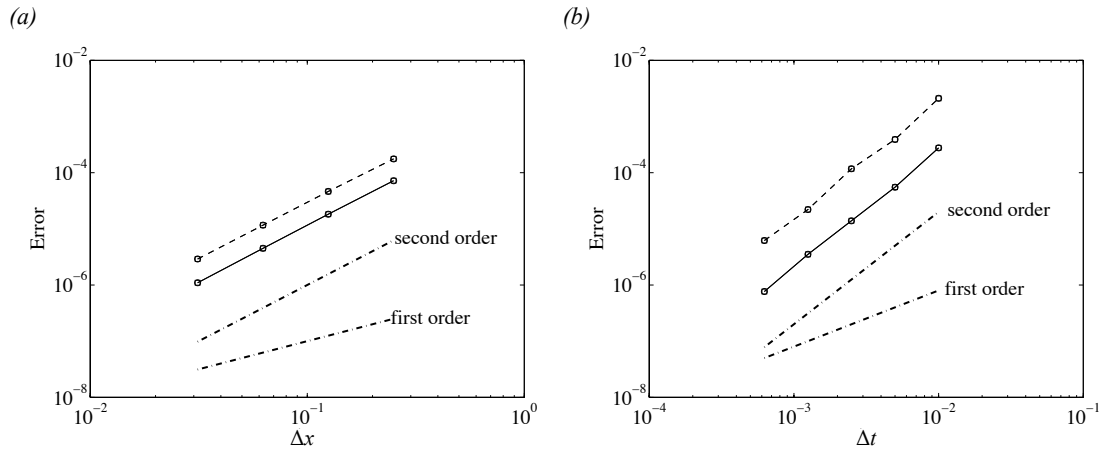 (a)
10⁻²
10⁻⁴
10⁻⁶
10⁻⁸
Error
second order
first order
10⁻²
10⁻¹
10⁰
Δx
(b)
10⁻²
10⁻⁴
10⁻⁶
10⁻⁸
Error
second order
first order
10⁻⁴
10⁻³
10⁻²
10⁻¹
Δt